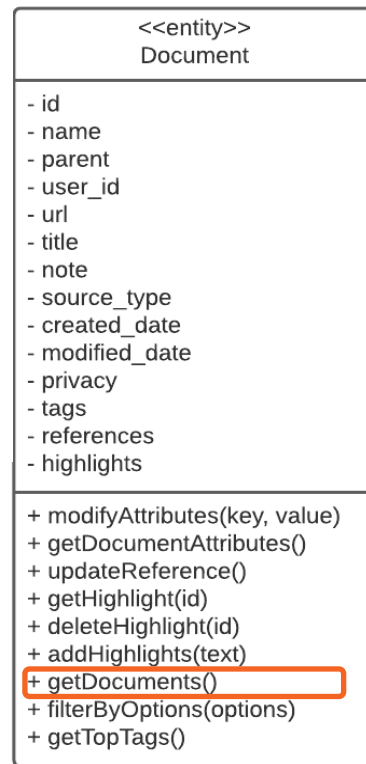 <<entity>>
Document
- id
- name
- parent
- user_id
- url
- title
- note
- source_type
- created_date
- modified_date
- privacy
- tags
- references
- highlights
+ modifyAttributes(key, value)
+ getDocumentAttributes()
+ updateReference()
+ getHighlight(id)
+ deleteHighlight(id)
+ addHighlights(text)
+ getDocuments()
+ filterByOptions(options)
+ getTopTags()